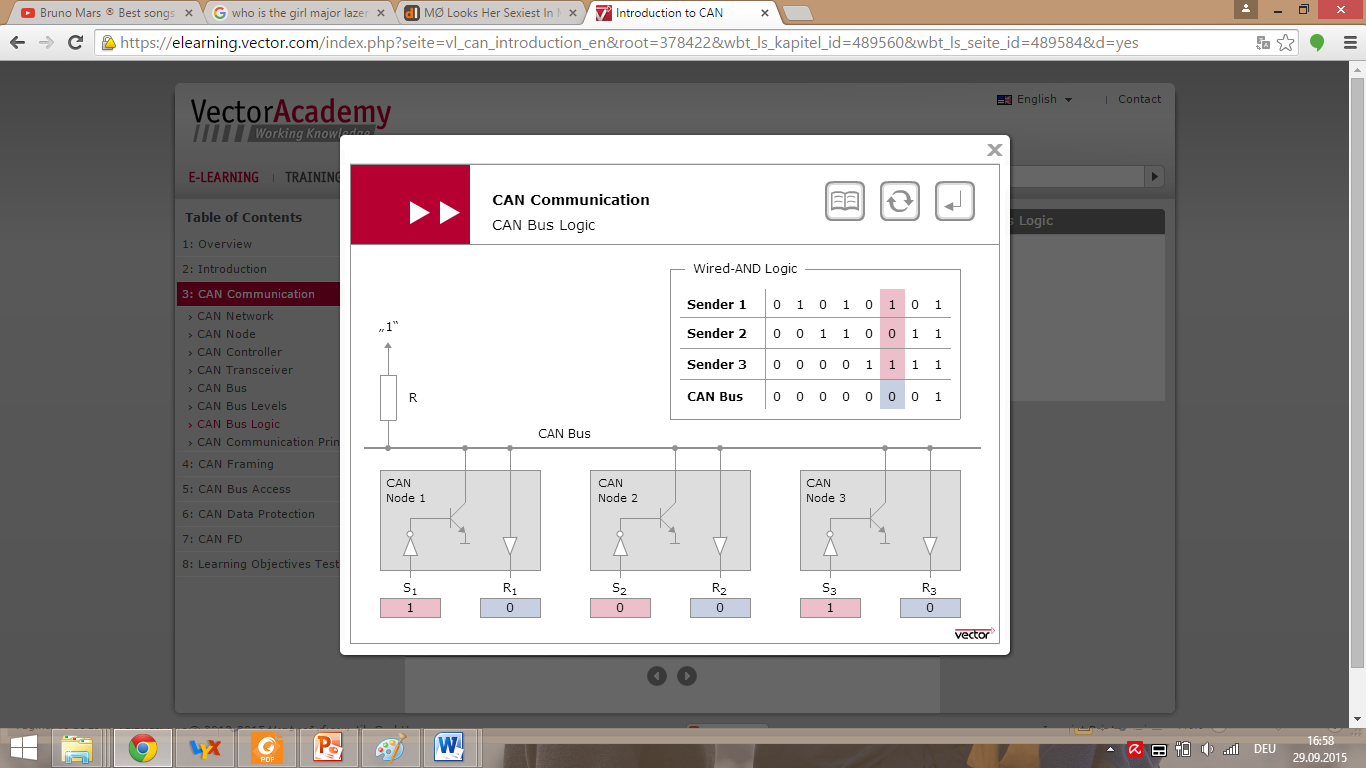 Bruno Mars ® Best songs
who is the girl major lazer
MØ Looks Her Sexiest In M
Introduction to CAN
https://elearning.vector.com/index.php?seite=vl_can_introduction_en&root=378422&wbt_ls_kapitel_id=489560&wbt_ls_seite_id=489584&d=yes
VectorAcademy
Working Knowledge
English
Contact
E-LEARNING
TRAINING
Table of Contents
1: Overview
2: Introduction
3: CAN Communication
› CAN Network
› CAN Node
› CAN Controller
› CAN Transceiver
› CAN Bus
› CAN Bus Levels
› CAN Bus Logic
› CAN Communication Prin
4: CAN Framing
5: CAN Bus Access
6: CAN Data Protection
7: CAN FD
8: Learning Objectives Test
s Logic
CAN Communication
CAN Bus Logic
Wired-AND Logic
Sender 1 0 1 0 1 0 1 0 1
Sender 2 0 0 1 1 0 0 1 1
Sender 3 0 0 0 0 1 1 1 1
CAN Bus 0 0 0 0 0 0 0 1
„1“
R
CAN Bus
CAN
Node 1
CAN
Node 2
CAN
Node 3
S1 R1 S2 R2 S3 R3
1 0 0 0 1 0
vector
PDF
DEU
16:58
29.09.2015